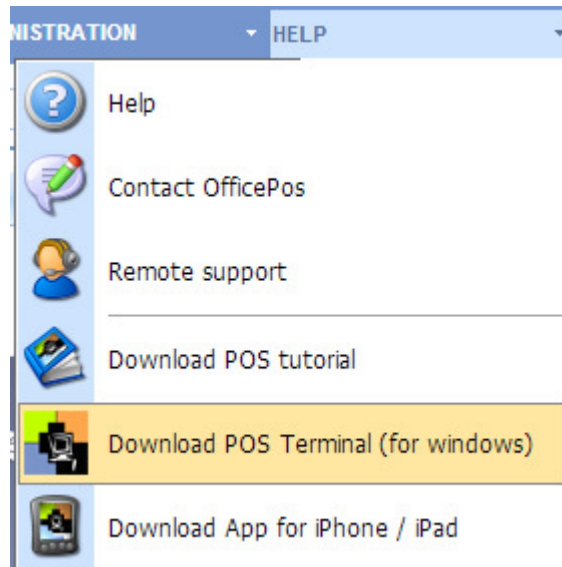 NISTRATION HELP
Help
Contact OfficePos
Remote support
Download POS tutorial
Download POS Terminal (for windows)
Download App for iPhone / iPad